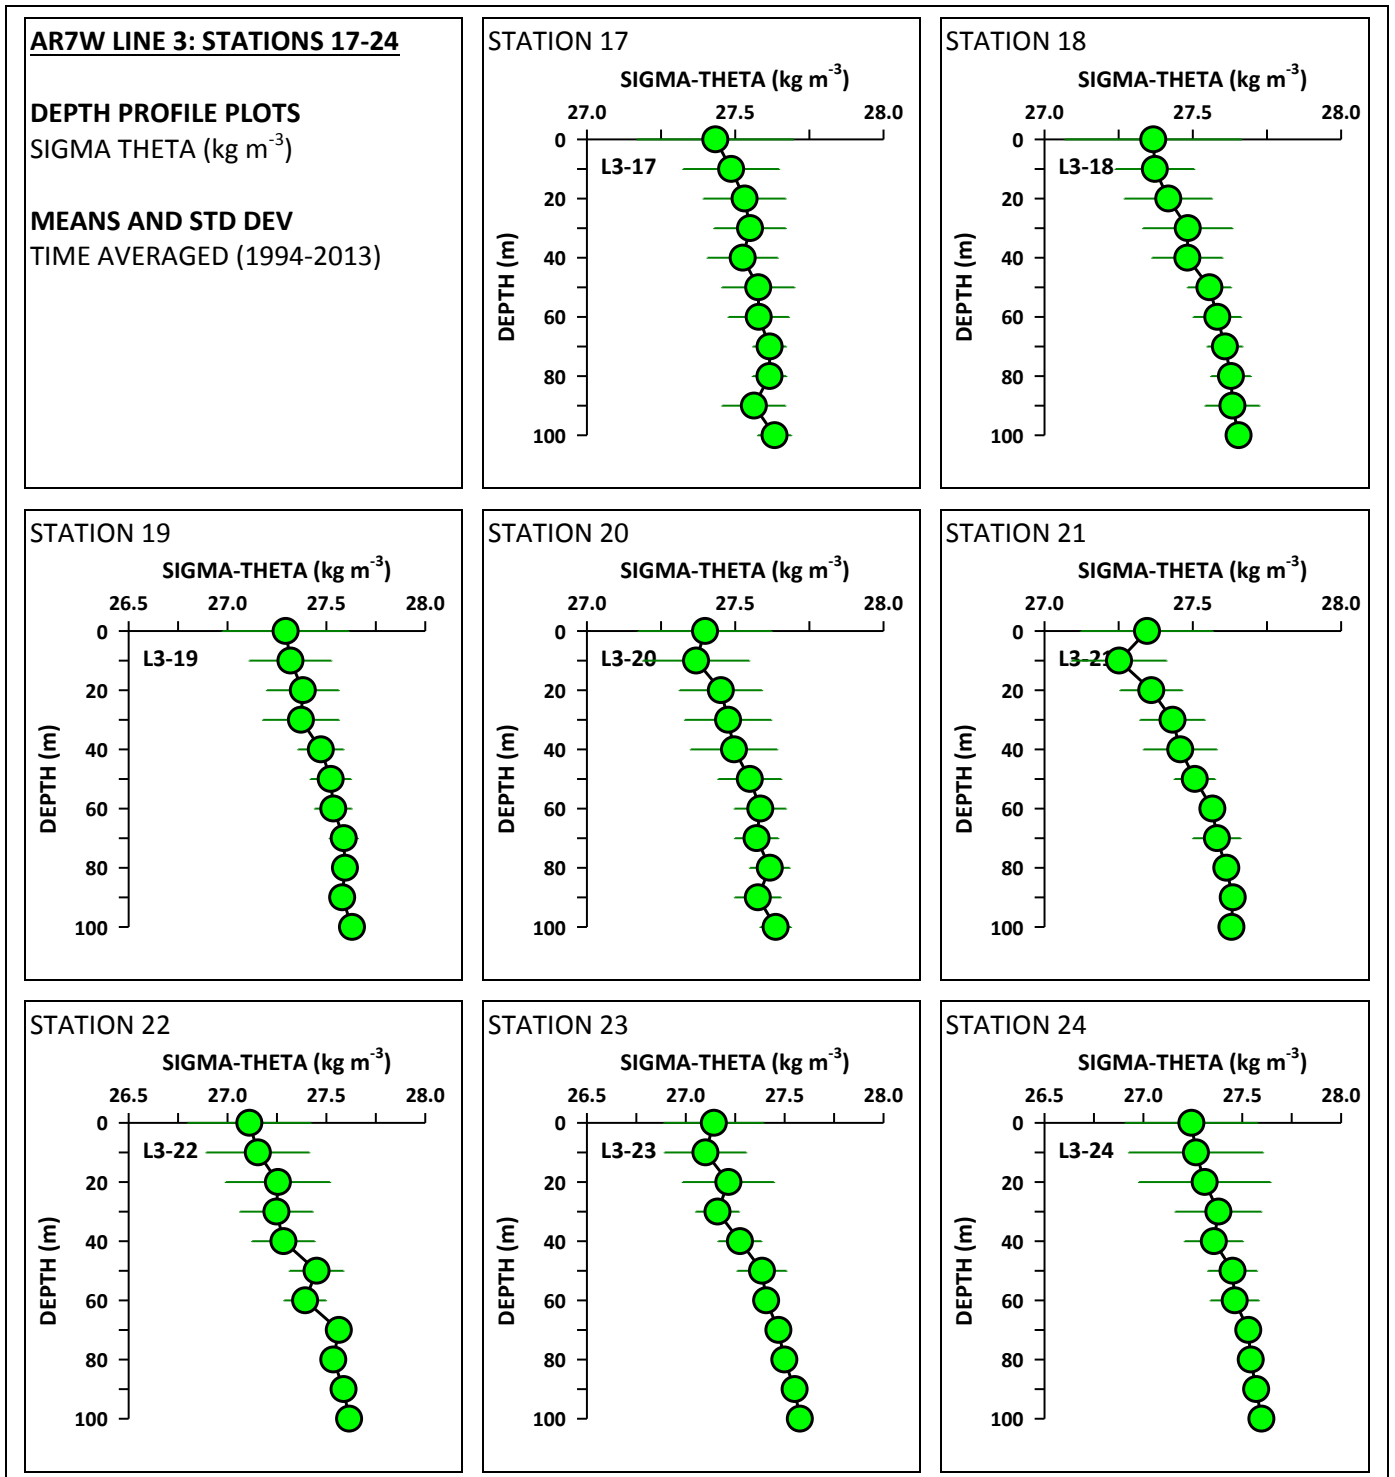 AR7W LINE 3: STATIONS 17-24
DEPTH PROFILE PLOTS
SIGMA THETA (kg m⁻³)
MEANS AND STD DEV
TIME AVERAGED (1994-2013)
STATION 17
SIGMA-THETA (kg m⁻³)
27.0 27.5 28.0
0
L3-17
20
40
60
80
100
DEPTH (m)
STATION 18
SIGMA-THETA (kg m⁻³)
27.0 27.5 28.0
0
L3-18
20
40
60
80
100
DEPTH (m)
STATION 19
SIGMA-THETA (kg m⁻³)
26.5 27.0 27.5 28.0
0
L3-19
20
40
60
80
100
DEPTH (m)
STATION 20
SIGMA-THETA (kg m⁻³)
27.0 27.5 28.0
0
L3-20
20
40
60
80
100
DEPTH (m)
STATION 21
SIGMA-THETA (kg m⁻³)
27.0 27.5 28.0
0
L3-21
20
40
60
80
100
DEPTH (m)
STATION 22
SIGMA-THETA (kg m⁻³)
26.5 27.0 27.5 28.0
0
L3-22
20
40
60
80
100
DEPTH (m)
STATION 23
SIGMA-THETA (kg m⁻³)
26.5 27.0 27.5 28.0
0
L3-23
20
40
60
80
100
DEPTH (m)
STATION 24
SIGMA-THETA (kg m⁻³)
26.5 27.0 27.5 28.0
0
L3-24
20
40
60
80
100
DEPTH (m)